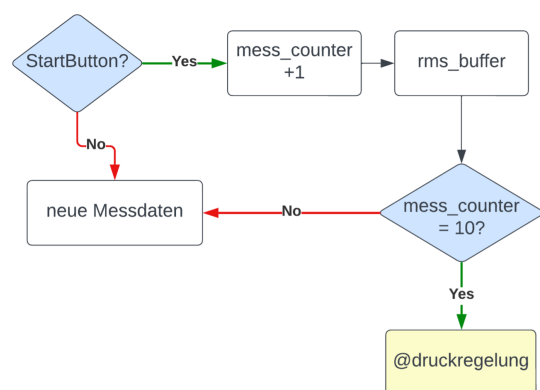 StartButton?
Yes
mess_counter
+1
rms_buffer
No
neue Messdaten
No
mess_counter
= 10?
Yes
@druckregelung